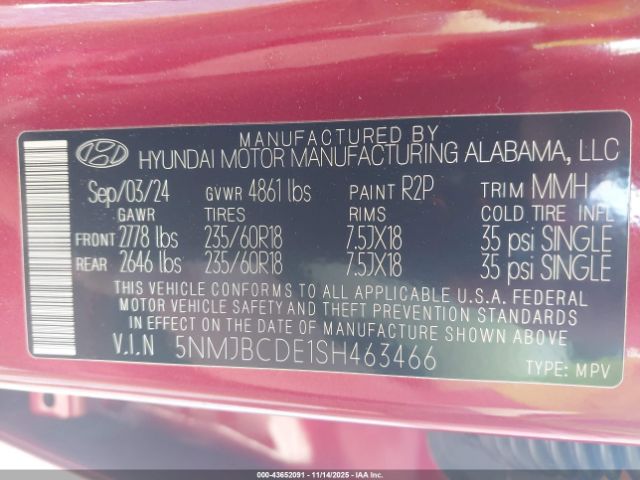 MANUFACTURED BY
HYUNDAI MOTOR MANUFACTURING ALABAMA, LLC
Sep/03/24 GVWR 4861 lbs PAINT R2P TRIM MMH
GAWR TIRES RIMS COLD TIRE INFL
FRONT 2778 lbs 235/60R18 7.5JX18 35 psi SINGLE
REAR 2646 lbs 235/60R18 7.5JX18 35 psi SINGLE
THIS VEHICLE CONFORMS TO ALL APPLICABLE U.S.A. FEDERAL
MOTOR VEHICLE SAFETY AND THEFT PREVENTION
STANDARDS IN EFFECT ON THE DATE OF MANUFACTURE SHOWN ABOVE
V.I.N 5NMJBCDE1SH463466
TYPE: MPV
00-43652091 - 11/14/2025 - Copyright © IAA, LLC.